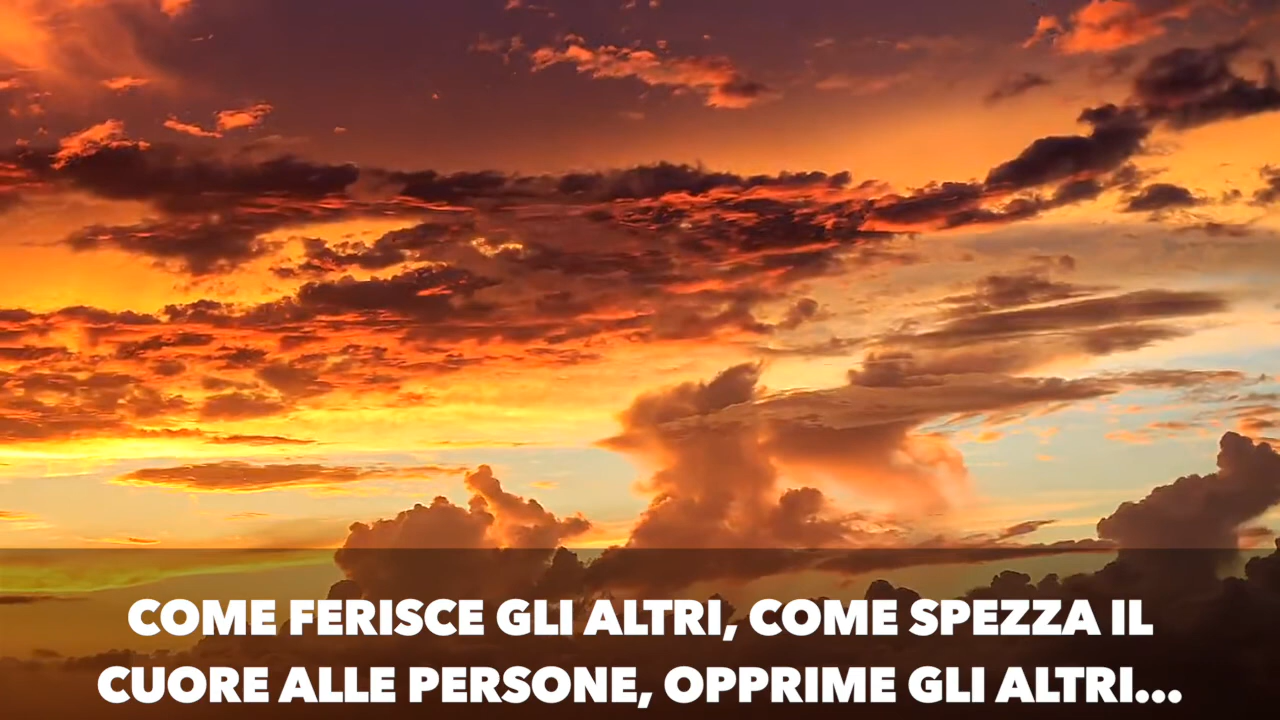 COME FERISCE GLI ALTRI, COME SPEZZA IL
CUORE ALLE PERSONE, OPPRIME GLI ALTRI...